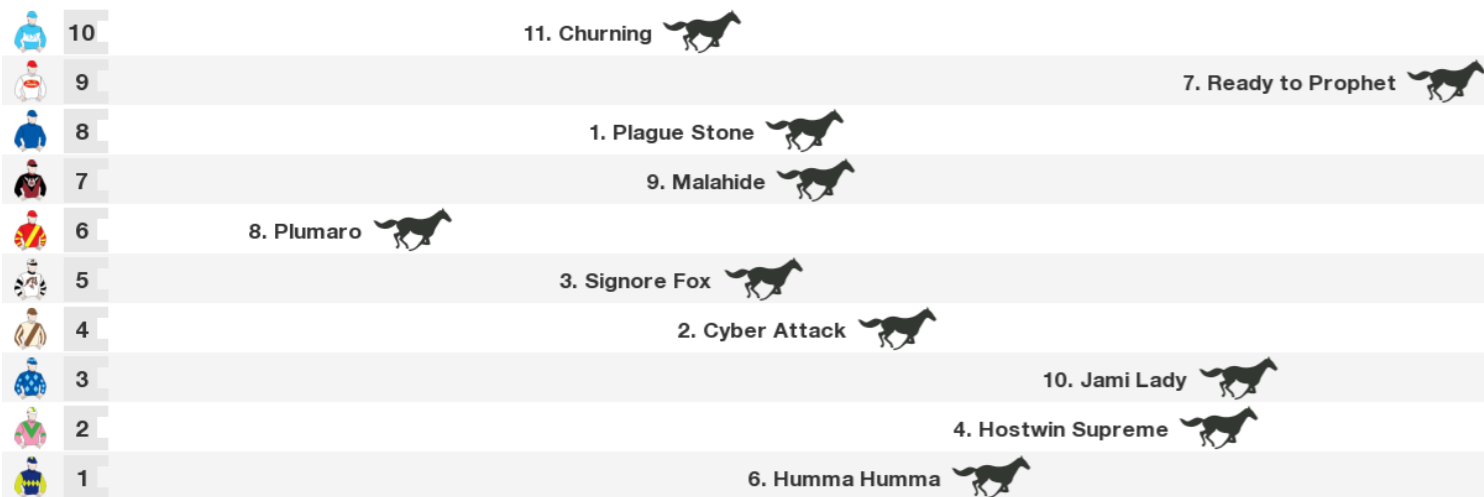 10 11. Churning
9 7. Ready to Prophet
8 1. Plague Stone
7 9. Malahide
6 8. Plumaro
5 3. Signore Fox
4 2. Cyber Attack
3 10. Jami Lady
2 4. Hostwin Supreme
1 6. Humma Humma